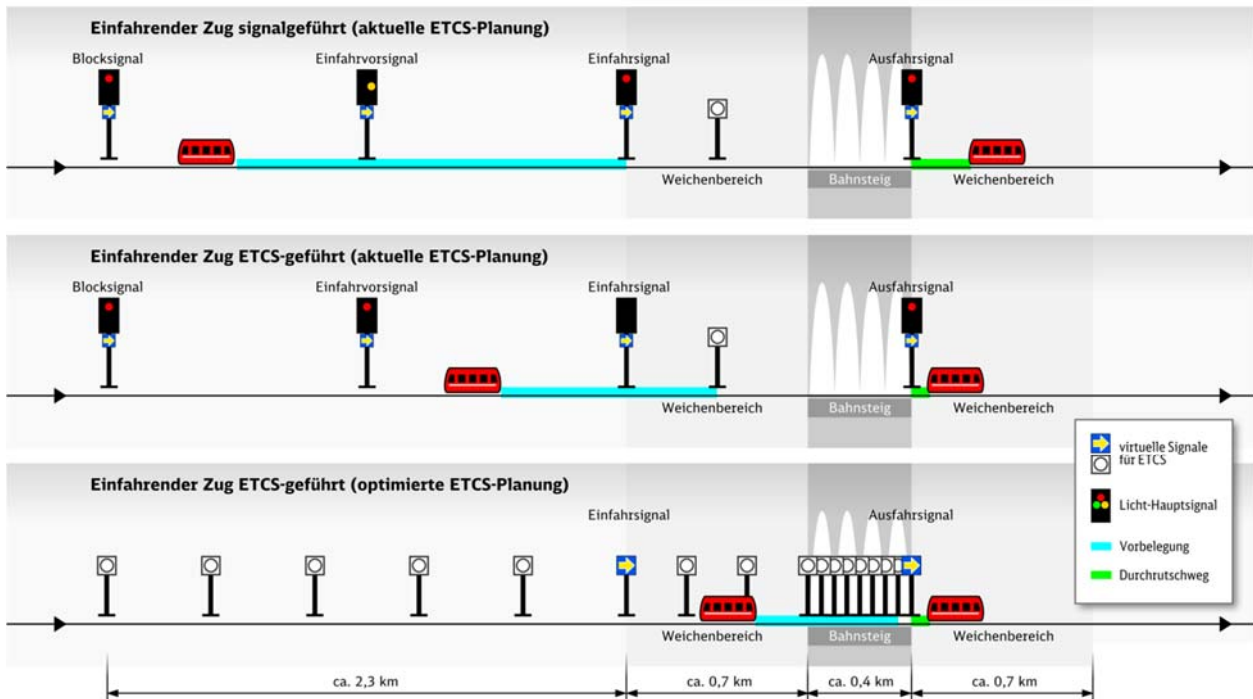 Einfahrender Zug signalgeführt (aktuelle ETCS-Planung)
Blocksignal Einfahrvorsignal Einfahrsignal Ausfahrsignal
Weichenbereich Bahnsteig Weichenbereich
Einfahrender Zug ETCS-geführt (aktuelle ETCS-Planung)
Blocksignal Einfahrvorsignal Einfahrsignal Ausfahrsignal
Weichenbereich Bahnsteig Weichenbereich
Einfahrender Zug ETCS-geführt (optimierte ETCS-Planung)
Einfahrsignal Ausfahrsignal
Weichenbereich Bahnsteig Weichenbereich
ca. 2,3 km ca. 0,7 km ca. 0,4 km ca. 0,7 km
virtuelle Signale
für ETCS
Licht-Hauptsignal
Vorbelegung
Durchrutschweg